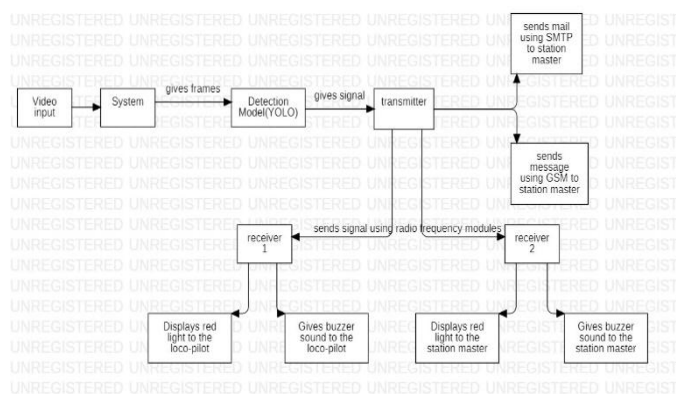 sends mail
using SMTP
to station
master
Video
input
System
gives frames
Detection
Model(YOLO)
gives signal
transmitter
sends
message
using GSM to
station master
receiver
1
sends signal using radio frequency modules
receiver
2
Displays red
light to the
loco-pilot
Gives buzzer
sound to the
loco-pilot
Displays red
light to the
station master
Gives buzzer
sound to the
station master
UNREGISTERED